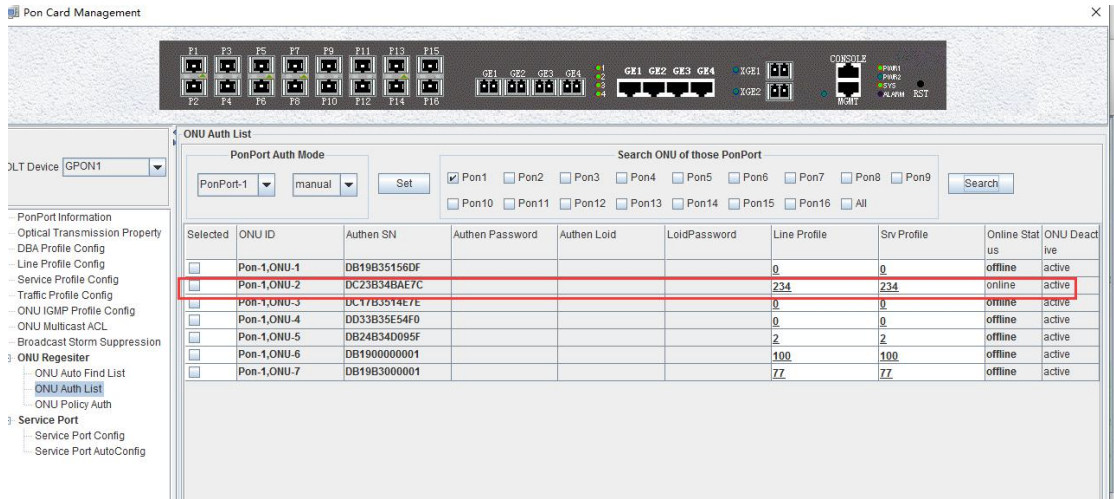 Pon Card Management
P1 P3 P5 P7 P9 P11 P13 P15
P2 P4 P6 P8 P10 P12 P14 P16
GE1 GE2 GE3 GE4
1
2
3
4
GE1 GE2 GE3 GE4
XGE1
XGE2
CONSOLE
MGMT
PWR1
PWR2
SYS
ALARM
RST
OLT Device GPON1
PonPort Information
Optical Transmission Property
DBA Profile Config
Line Profile Config
Service Profile Config
Traffic Profile Config
ONU IGMP Profile Config
ONU Multicast ACL
Broadcast Storm Suppression
ONU Regesiter
ONU Auto Find List
ONU Auth List
ONU Policy Auth
Service Port
Service Port Config
Service Port AutoConfig
ONU Auth List
PonPort Auth Mode
PonPort-1 manual Set
Search ONU of those PonPort
Pon1 Pon2 Pon3 Pon4 Pon5 Pon6 Pon7 Pon8 Pon9
Pon10 Pon11 Pon12 Pon13 Pon14 Pon15 Pon16 All
Search
Selected ONU ID Authen SN Authen Password Authen Loid LoidPassword Line Profile Srv Profile Online Status ONU Deactive
Pon-1,ONU-1 DB19B35156DF 0 0 offline active
Pon-1,ONU-2 DC23B34BAE7C 234 234 online active
Pon-1,ONU-3 DC17B3514E7E 0 0 offline active
Pon-1,ONU-4 DD33B35E54F0 0 0 offline active
Pon-1,ONU-5 DB24B34D095F 2 2 offline active
Pon-1,ONU-6 DB1900000001 100 100 offline active
Pon-1,ONU-7 DB19B3000001 77 77 offline active